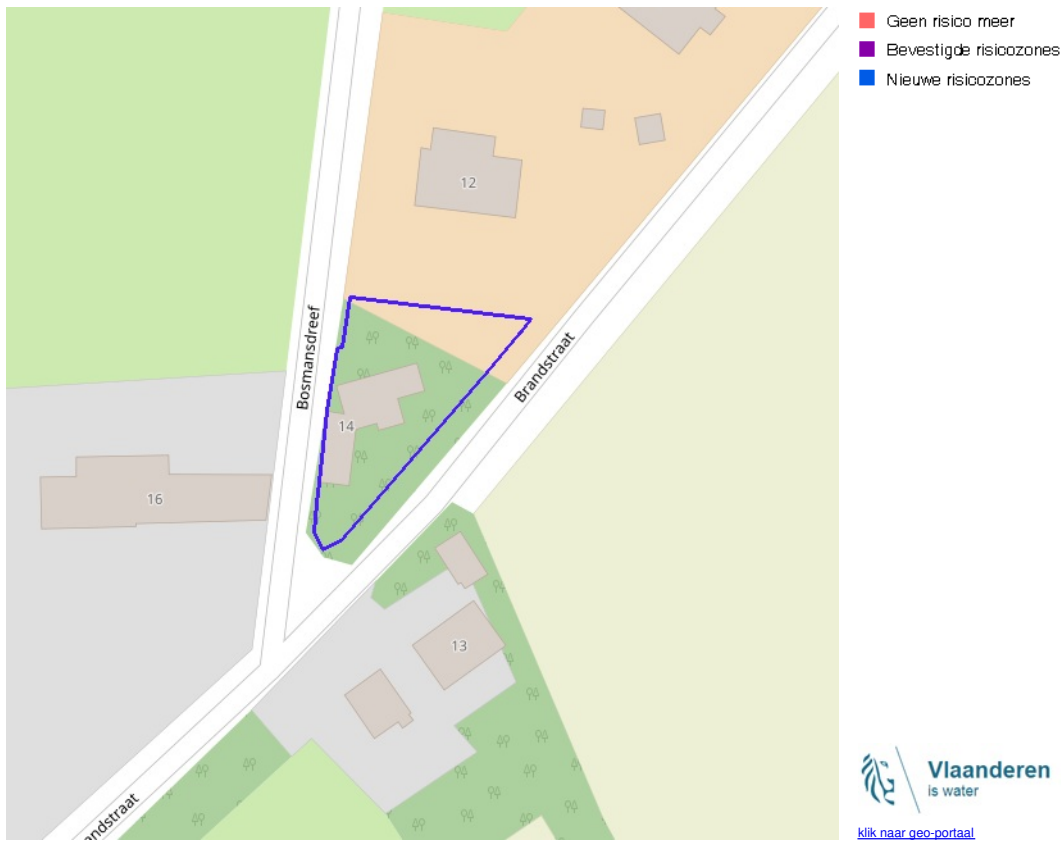 Geen risico meer
Bevestigde risicozones
Nieuwe risicozones
12
Bosmansdreef
Brandstraat
14
16
13
andstraat
Vlaanderen
is water
klik naar geo-portaal